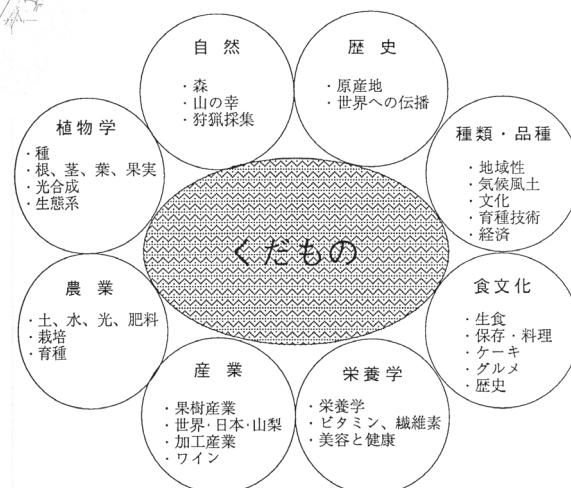 自然
・森
・山の幸
・狩猟採集
歴史
・原産地
・世界への伝播
植物学
・種
・根、茎、葉、果実
・光合成
・生態系
種類・品種
・地域性
・気候風土
・文化
・育種技術
・経済
くだもの
農業
・土、水、光、肥料
・栽培
・育種
食文化
・生食
・保存・料理
・ケーキ
・グルメ
・歴史
産業
・果樹産業
・世界・日本・山梨
・加工産業
・ワイン
栄養学
・栄養学
・ビタミン、繊維素
・美容と健康